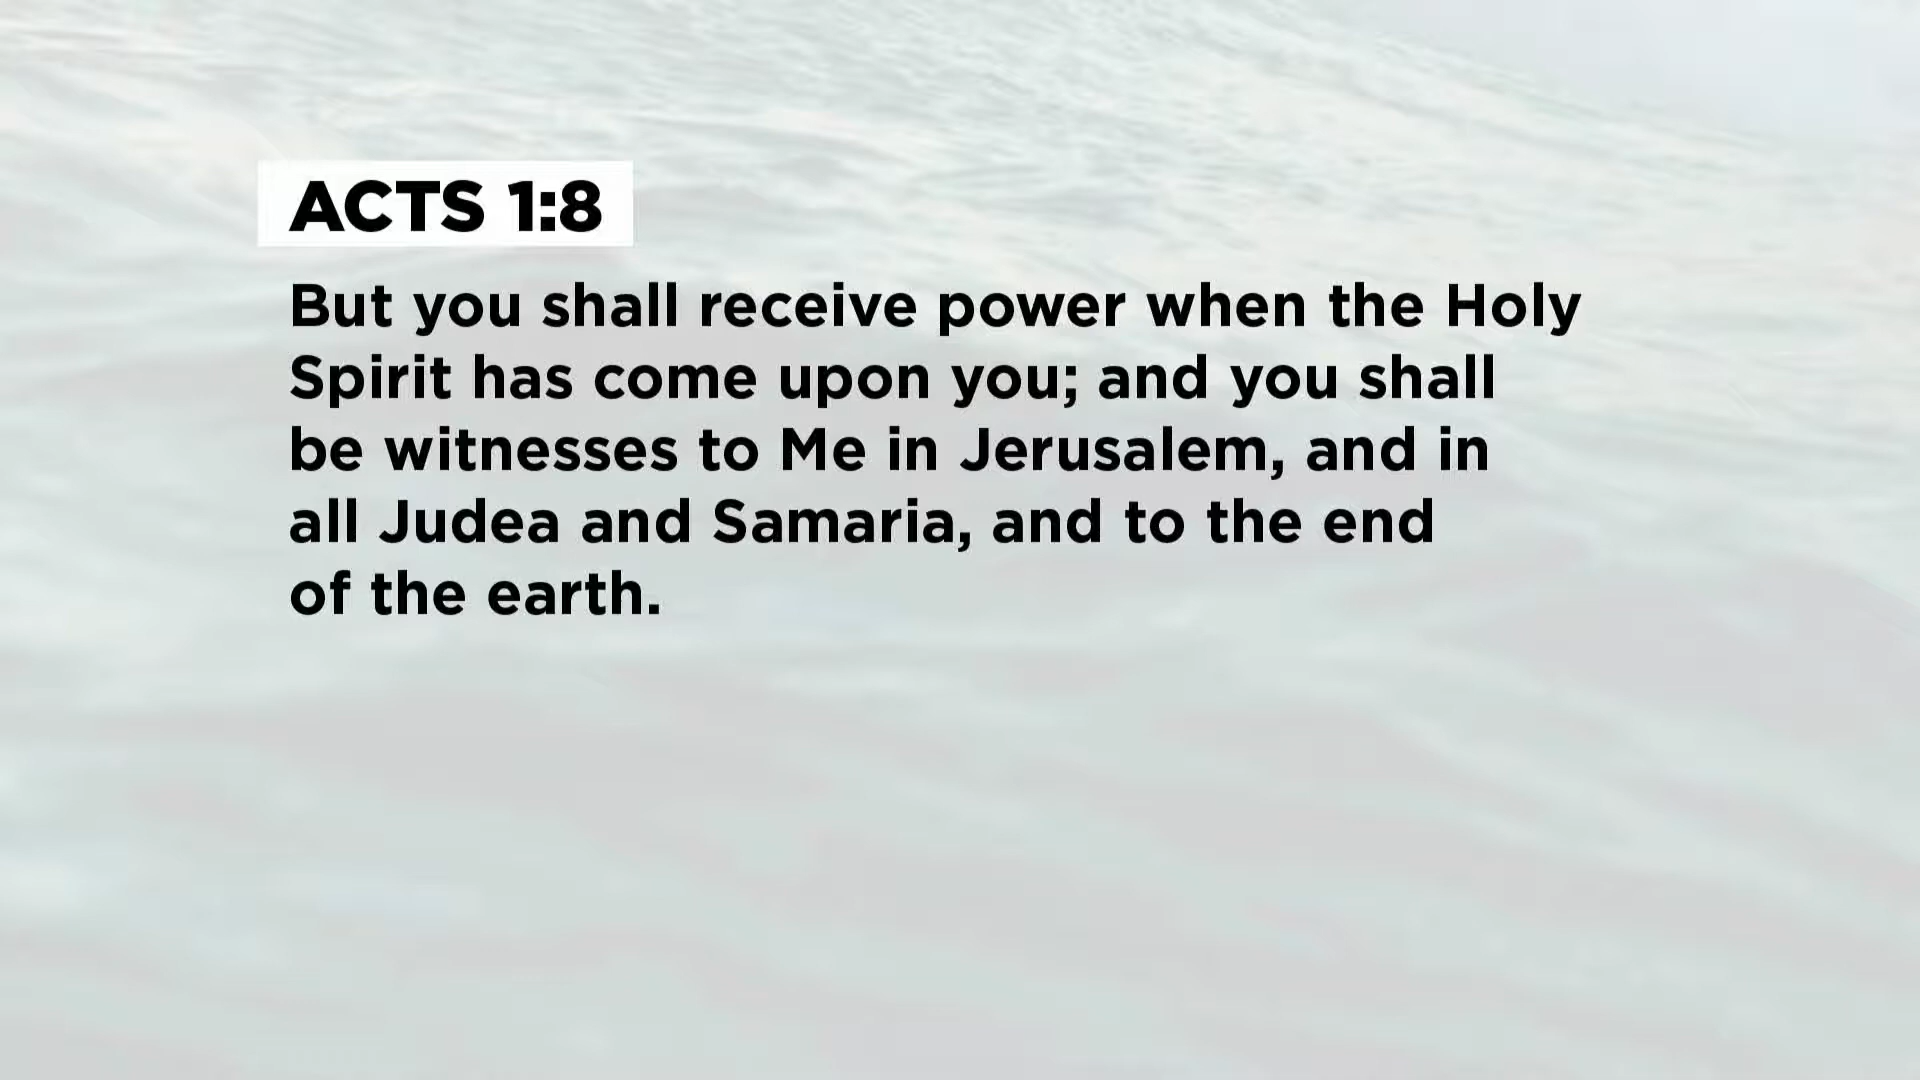 ACTS 1:8
But you shall receive power when the Holy
Spirit has come upon you; and you shall
be witnesses to Me in Jerusalem, and in
all Judea and Samaria, and to the end
of the earth.